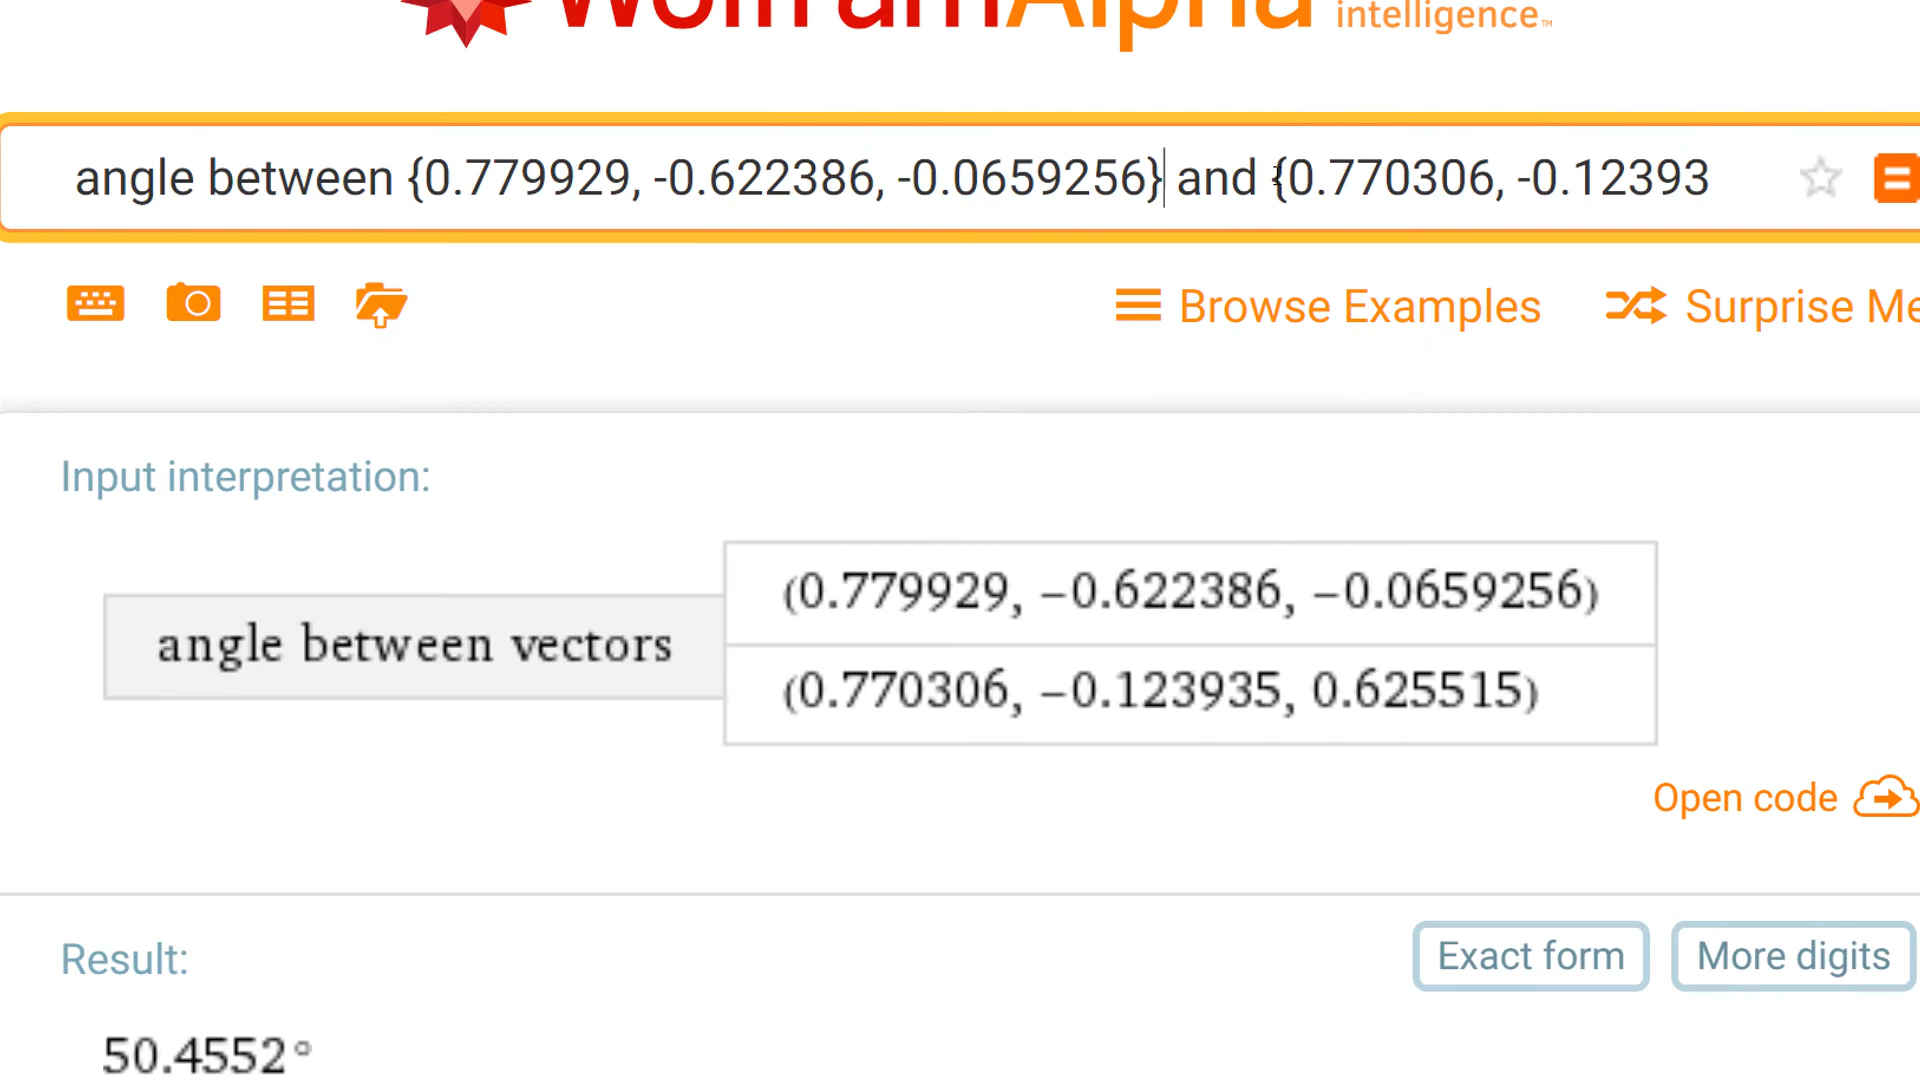 WolframAlpha intelligence™
angle between {0.779929, -0.622386, -0.0659256} and {0.770306, -0.12393
Browse Examples Surprise Me
Input interpretation:
angle between vectors
(0.779929, −0.622386, −0.0659256)
(0.770306, −0.123935, 0.625515)
Open code
Result:
Exact form More digits
50.4552°